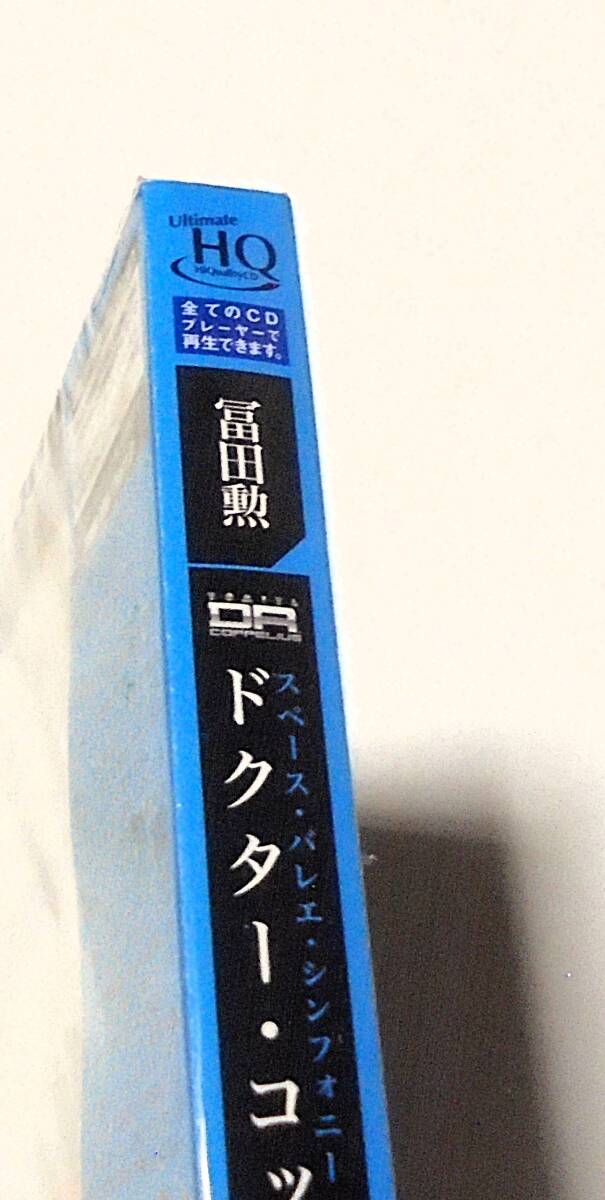 Ultimate
HQ
HiQualityCD
全てのCD
プレーヤーで
再生できます。
冨田勲
DR
COPPELIUS
スペース・バレエ・シンフォニー
ドクター・コッ